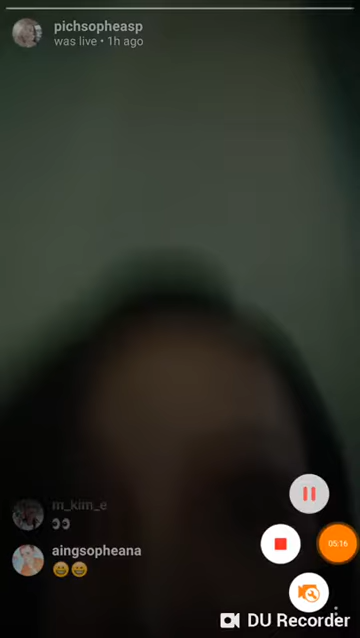 pichsopheasp
was live • 1h ago
m_kim_e
👀
aingsopheana
😄😄
05:16
DU Recorder